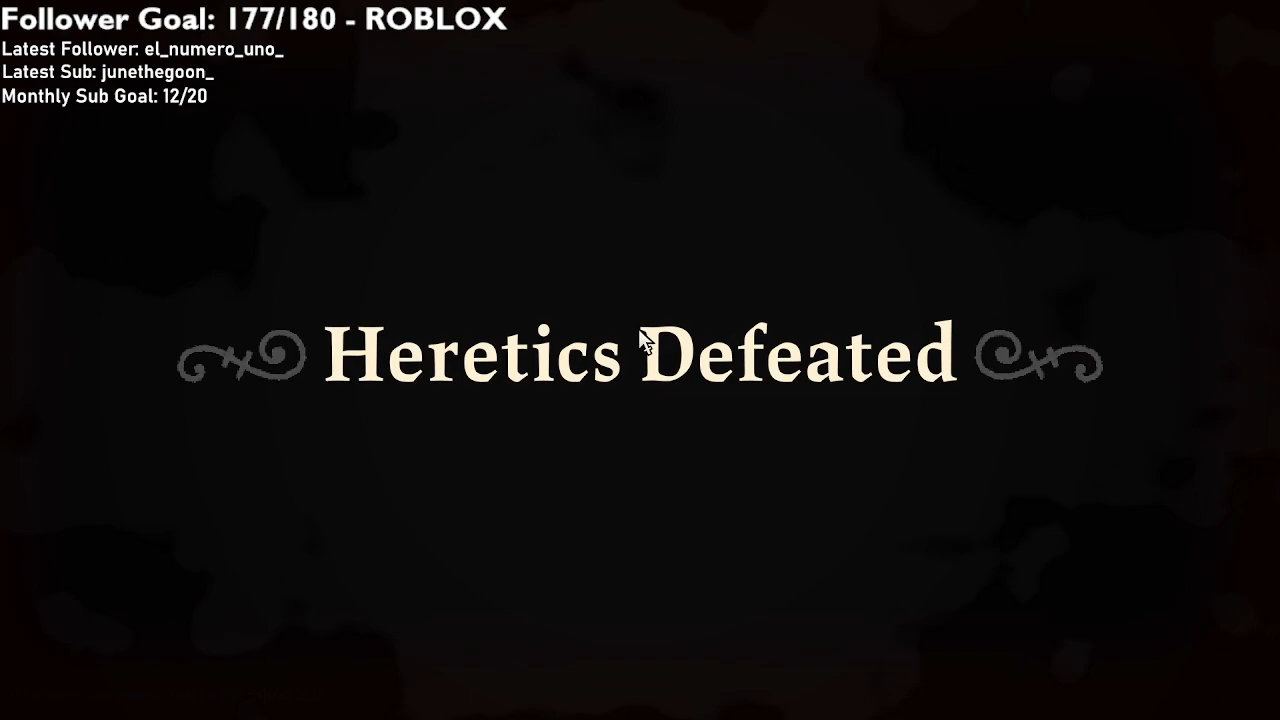 Follower Goal: 177/180 - ROBLOX
Latest Follower: el_numero_uno_
Latest Sub: junethegoon_
Monthly Sub Goal: 12/20
Heretics Defeated